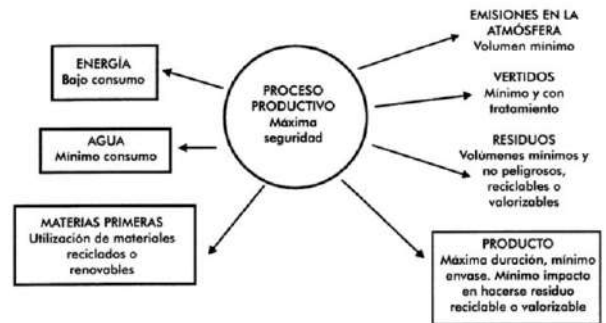 ENERGÍA
Bajo consumo
AGUA
Mínimo consumo
MATERIAS PRIMERAS
Utilización de materiales
reciclados o
renovables
PROCESO
PRODUCTIVO
Máxima
seguridad
EMISIONES EN LA
ATMÓSFERA
Volumen mínimo
VERTIDOS
Mínimo y con
tratamiento
RESIDUOS
Volúmenes mínimos y
no peligrosos,
reciclables o
valorizables
PRODUCTO
Máxima duración, mínimo
envase. Mínimo impacto
en hacerse residuo
reciclable o valorizable